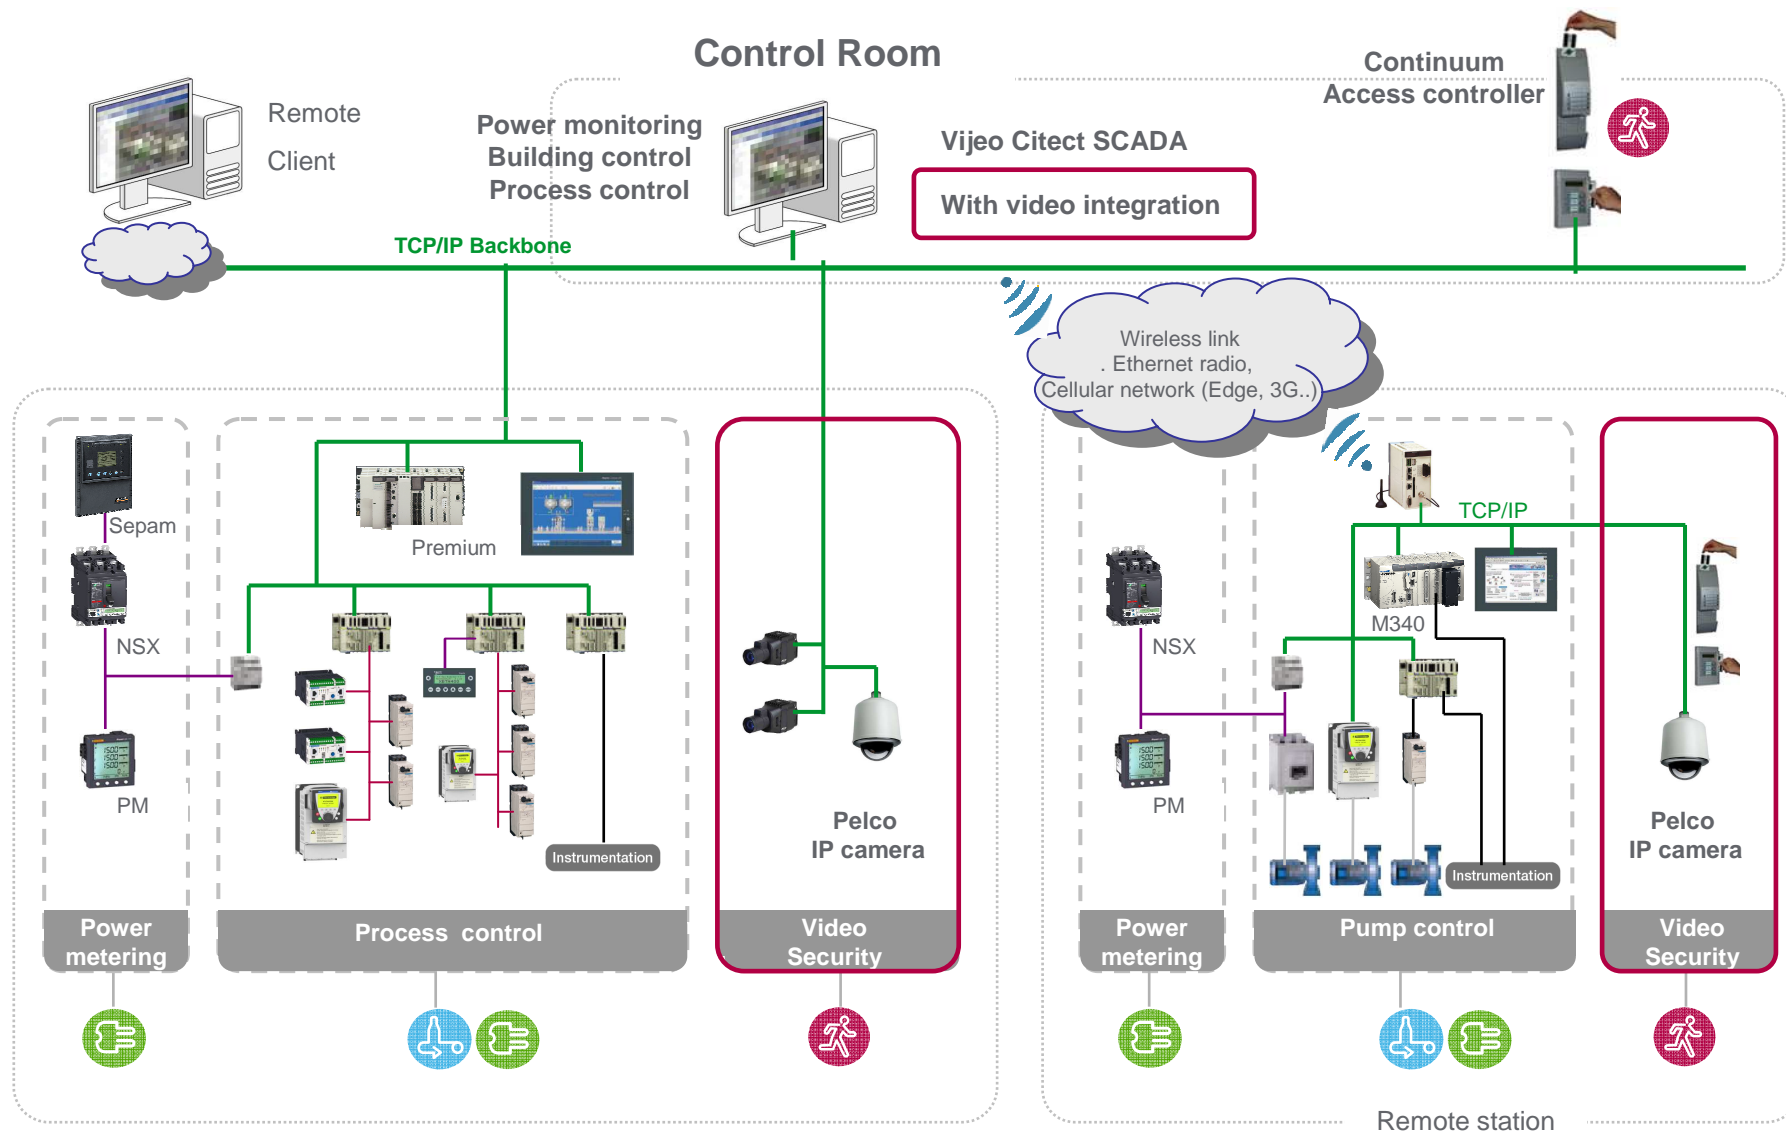 Control Room
Continuum
Access controller
Remote
Client
Power monitoring
Building control
Process control
Vijeo Citect SCADA
With video integration
TCP/IP Backbone
Wireless link
. Ethernet radio,
Cellular network (Edge, 3G..)
Sepam
NSX
PM
Premium
Instrumentation
Pelco
IP camera
Power
metering
Process control
Video
Security
TCP/IP
NSX
M340
PM
Instrumentation
Pelco
IP camera
Power
metering
Pump control
Video
Security
Remote station